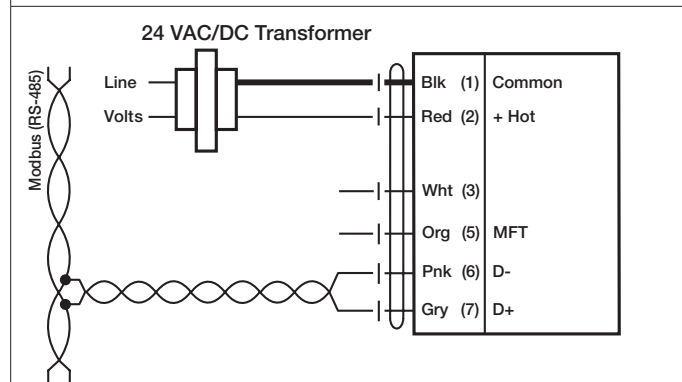 24 VAC/DC Transformer
Line
Volts
Modbus (RS-485)
Blk (1) Common
Red (2) + Hot
Wht (3)
Org (5) MFT
Pnk (6) D-
Gry (7) D+